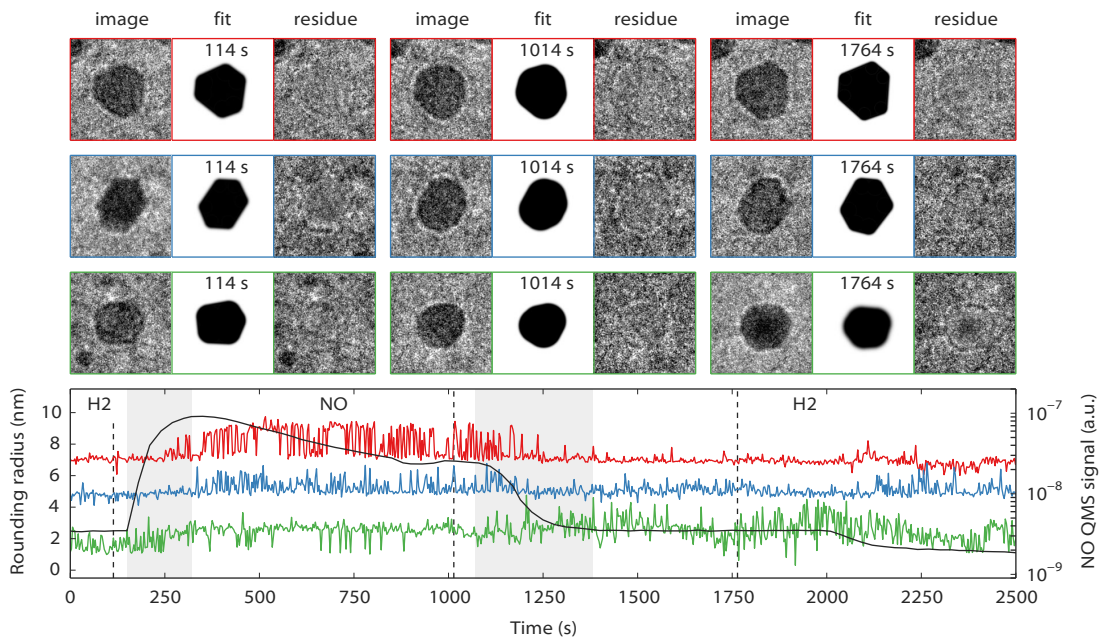 image fit residue image fit residue image fit residue
114 s 1014 s 1764 s
114 s 1014 s 1764 s
114 s 1014 s 1764 s
H2 NO H2
Rounding radius (nm)
10
8
6
4
2
0
NO QMS signal (a.u.)
10⁻⁷
10⁻⁸
10⁻⁹
0 250 500 750 1000 1250 1500 1750 2000 2250 2500
Time (s)